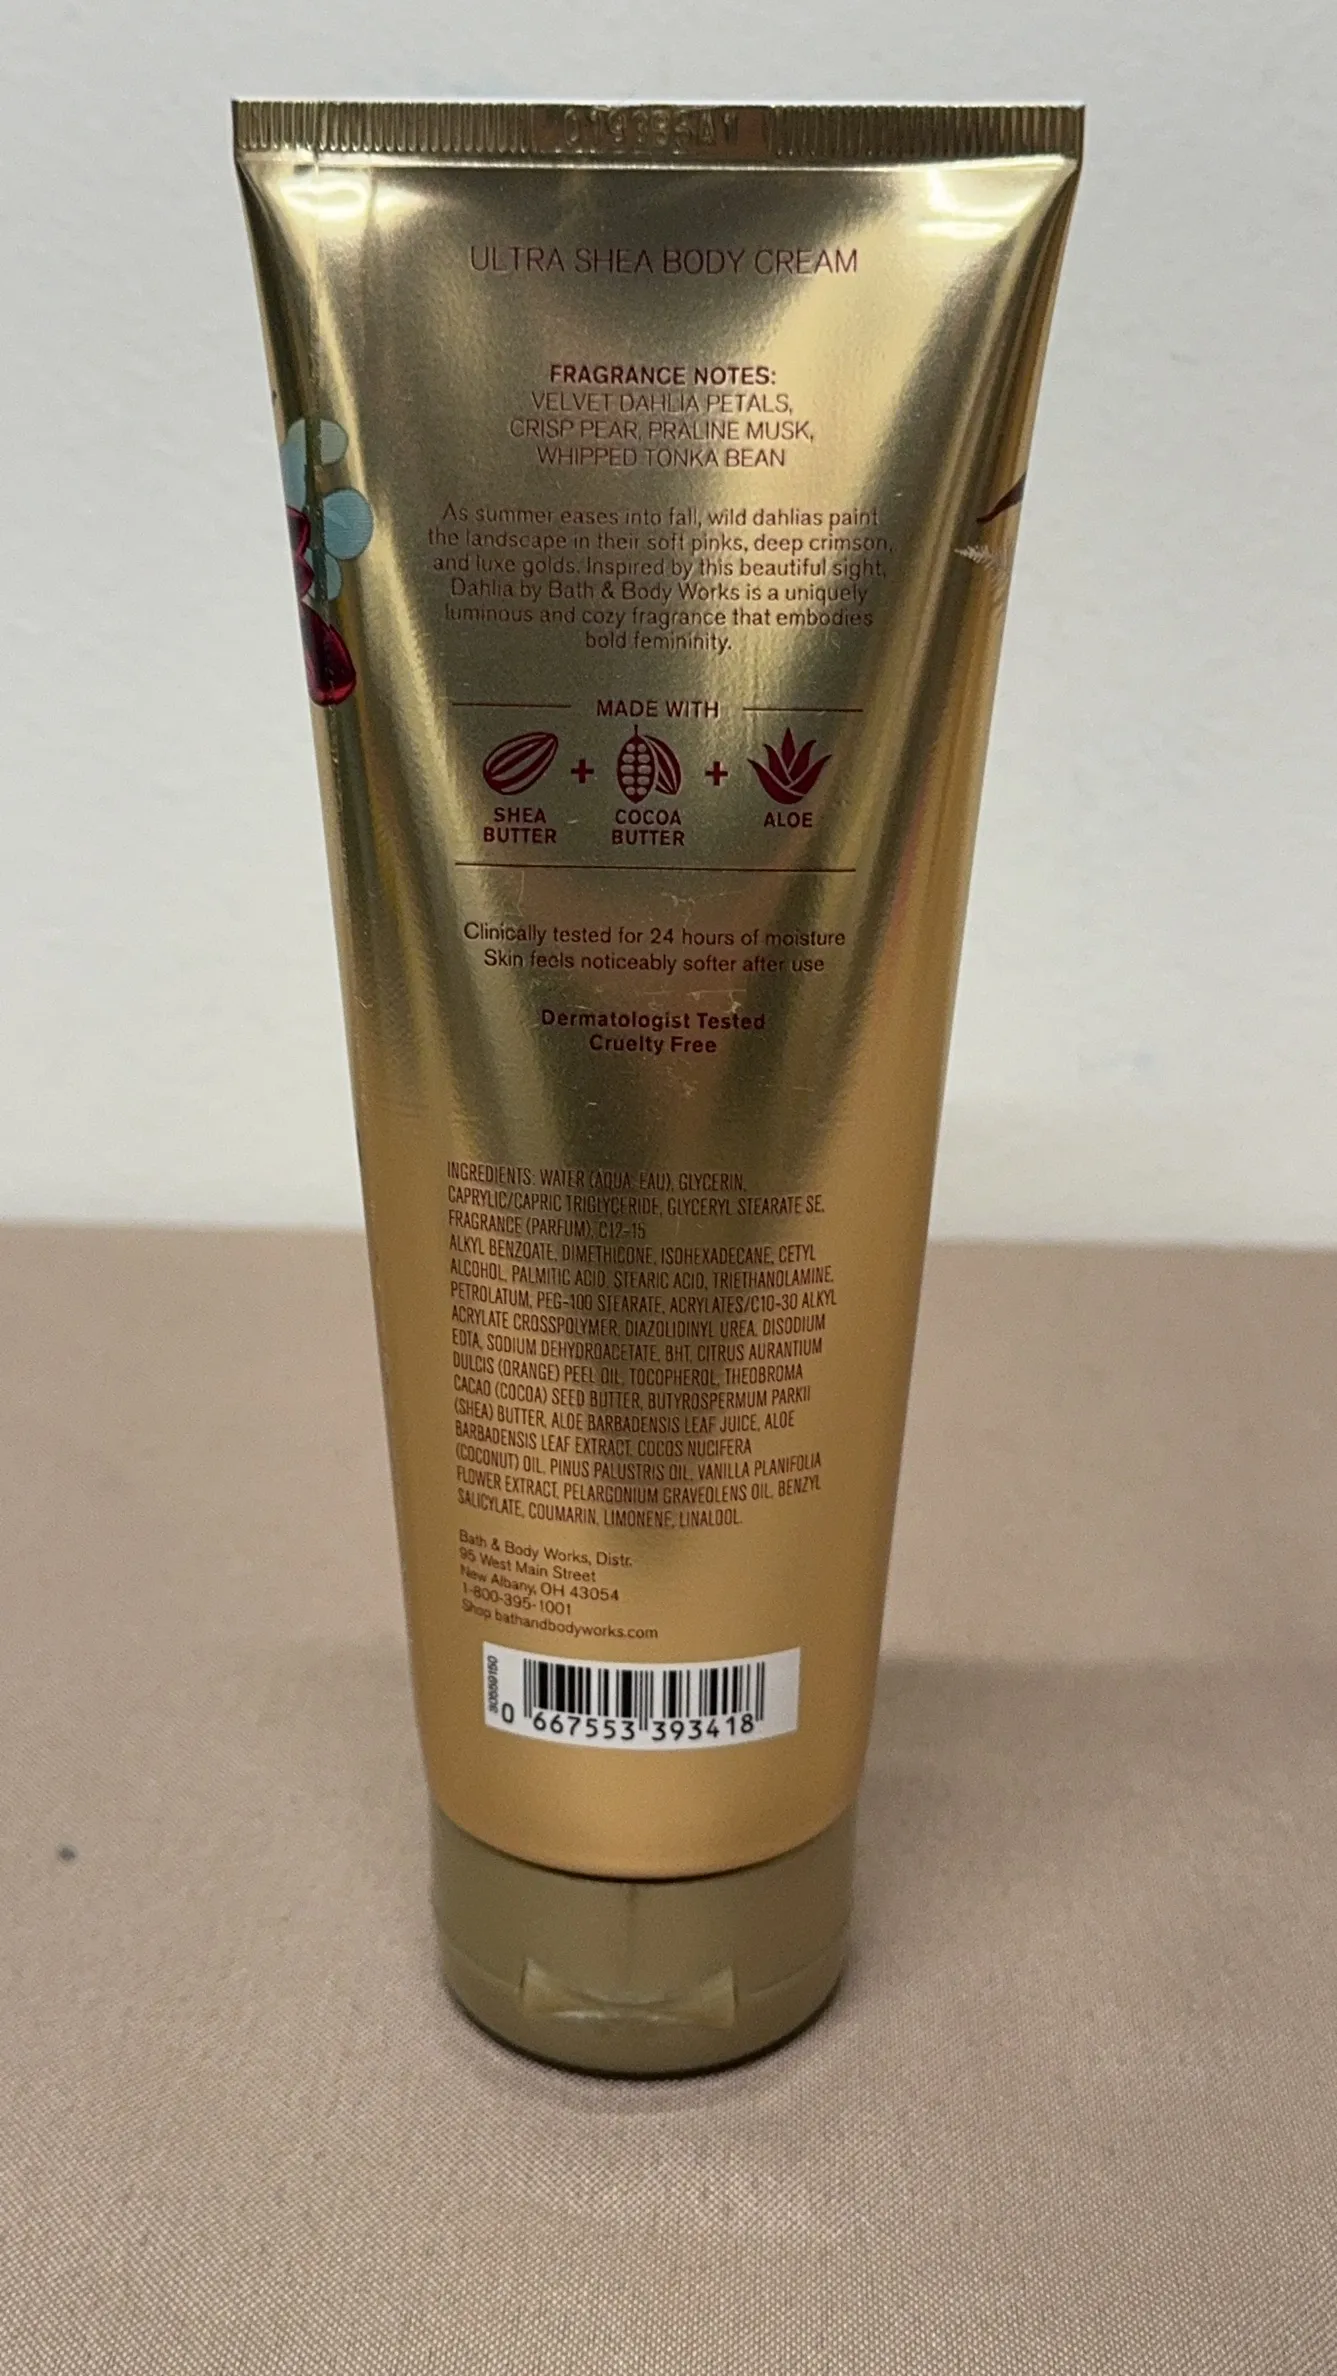 ULTRA SHEA BODY CREAM
FRAGRANCE NOTES:
VELVET DAHLIA PETALS,
CRISP PEAR, PRALINE MUSK,
WHIPPED TONKA BEAN
As summer eases into fall, wild dahlias paint
the landscape in their soft pinks, deep crimson,
and luxe golds. Inspired by this beautiful sight,
Dahlia by Bath & Body Works is a uniquely
luminous and cozy fragrance that embodies
bold femininity.
MADE WITH
SHEA BUTTER + COCOA BUTTER + ALOE
Clinically tested for 24 hours of moisture
Skin feels noticeably softer after use
Dermatologist Tested
Cruelty Free
INGREDIENTS: WATER (AQUA, EAU), GLYCERIN,
CAPRYLIC/CAPRIC TRIGLYCERIDE, GLYCERYL STEARATE SE,
FRAGRANCE (PARFUM), C12-15
ALKYL BENZOATE, DIMETHICONE, ISOHEXADECANE, CETYL
ALCOHOL, PALMITIC ACID, STEARIC ACID, TRIETHANOLAMINE,
PETROLATUM, PEG-100 STEARATE, ACRYLATES/C10-30 ALKYL
ACRYLATE CROSSPOLYMER, DIAZOLIDINYL UREA, DISODIUM
EDTA, SODIUM DEHYDROACETATE, BHT, CITRUS AURANTIUM
DULCIS (ORANGE) PEEL OIL, TOCOPHEROL, THEOBROMA
CACAO (COCOA) SEED BUTTER, BUTYROSPERMUM PARKII
(SHEA) BUTTER, ALOE BARBADENSIS LEAF JUICE, ALOE
BARBADENSIS LEAF EXTRACT, COCOS NUCIFERA
(COCONUT) OIL, PINUS PALUSTRIS OIL, VANILLA PLANIFOLIA
FLOWER EXTRACT, PELARGONIUM GRAVEOLENS OIL, BENZYL
SALICYLATE, COUMARIN, LIMONENE, LINALOOL.
Bath & Body Works, Distr.
95 West Main Street
New Albany, OH 43054
1-800-395-1001
Shop bathandbodyworks.com
0 667553 393418